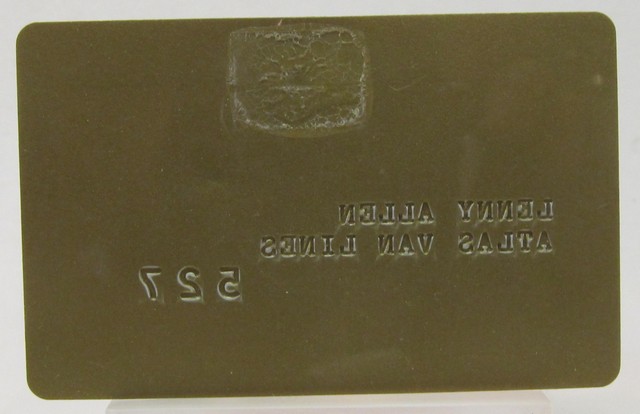 LENNY ALLEN
ATLAS VAN LINES
527